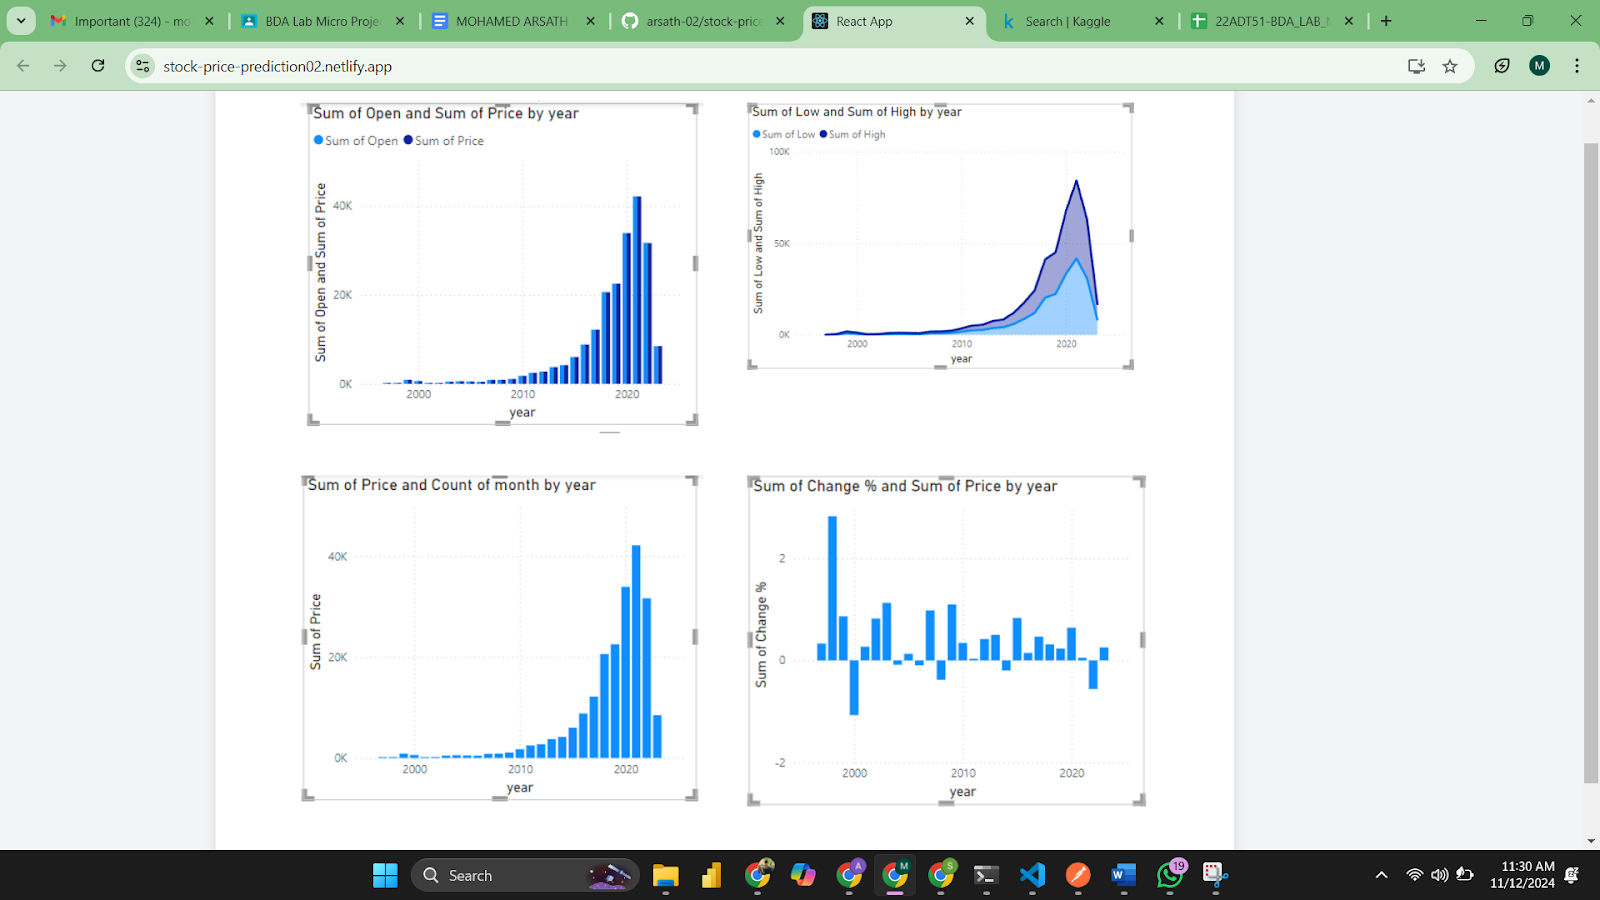 Important (324) - mo
BDA Lab Micro Projec
MOHAMED ARSATH
arsath-02/stock-price
React App
Search | Kaggle
22ADT51-BDA_LAB_
stock-price-prediction02.netlify.app
M
Sum of Open and Sum of Price by year
Sum of Open Sum of Price
Sum of Open and Sum of Price
40K
20K
0K
2000 2010 2020
year
Sum of Low and Sum of High by year
Sum of Low Sum of High
Sum of Low and Sum of High
100K
50K
0K
2000 2010 2020
year
Sum of Price and Count of month by year
Sum of Price
40K
20K
0K
2000 2010 2020
year
Sum of Change % and Sum of Price by year
Sum of Change %
2
0
-2
2000 2010 2020
year
Search
A
M
S
19
11:30 AM
11/12/2024